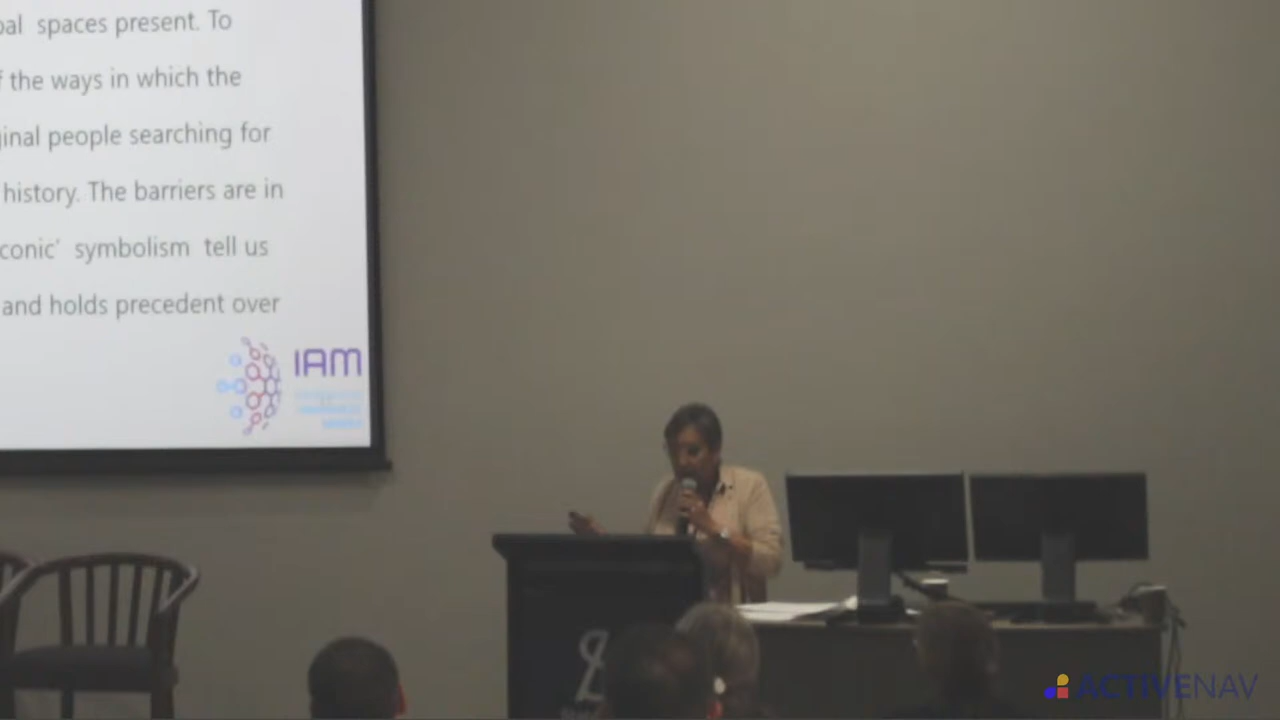 spaces present. To
the ways in which the
people searching for
history. The barriers are in
symbolism tell us
and holds precedent over
IAM
ACTIVENAV